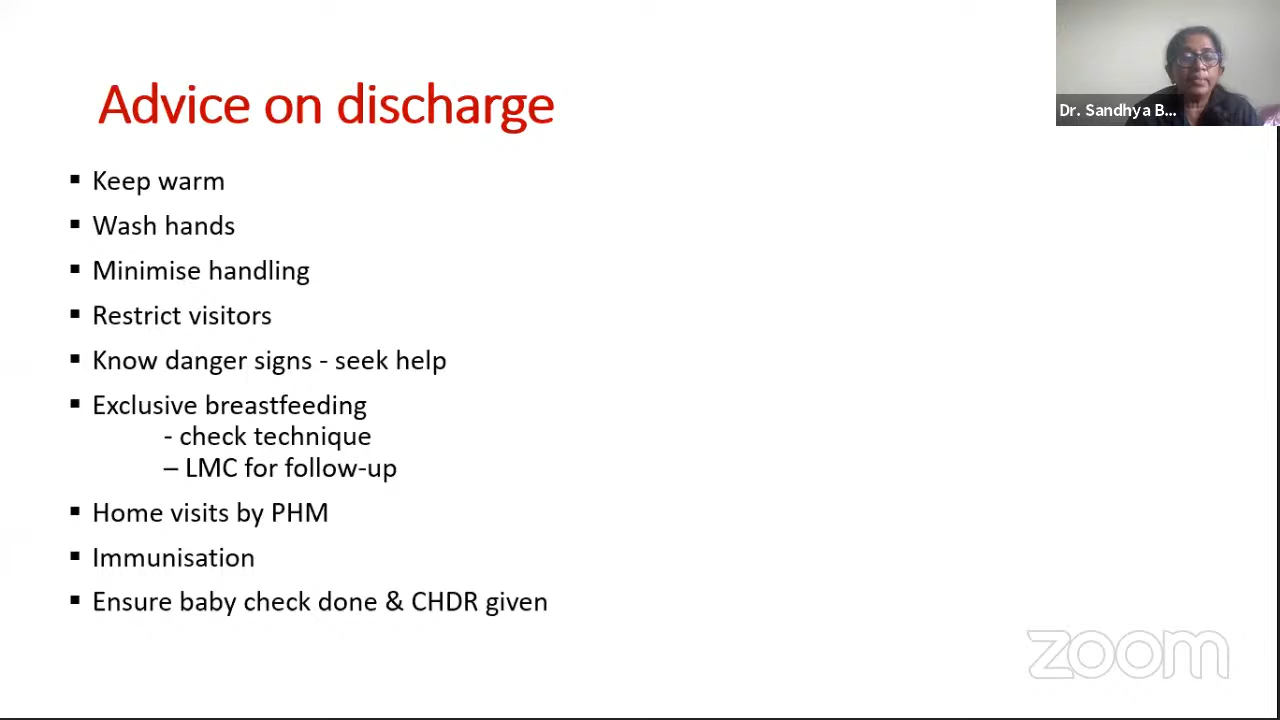 Advice on discharge
Dr. Sandhya B...
▪ Keep warm
▪ Wash hands
▪ Minimise handling
▪ Restrict visitors
▪ Know danger signs - seek help
▪ Exclusive breastfeeding
- check technique
– LMC for follow-up
▪ Home visits by PHM
▪ Immunisation
▪ Ensure baby check done & CHDR given
zoom